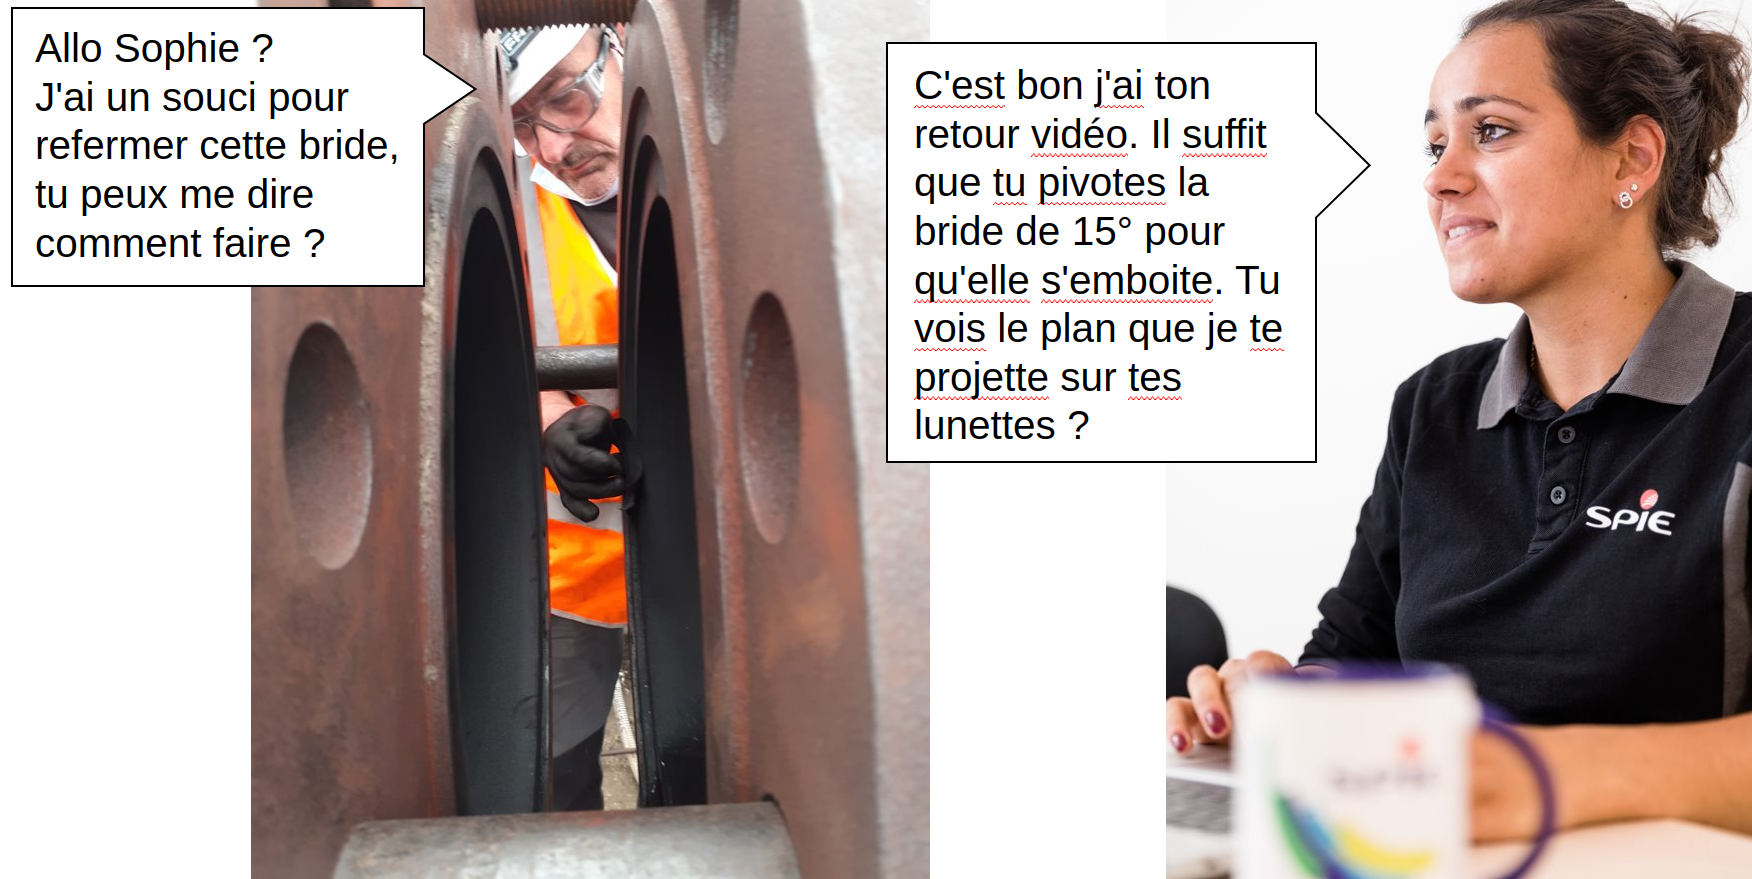 Allo Sophie ?
J'ai un souci pour
refermer cette bride,
tu peux me dire
comment faire ?
C'est bon j'ai ton
retour vidéo. Il suffit
que tu pivotes la
bride de 15° pour
qu'elle s'emboite. Tu
vois le plan que je te
projette sur tes
lunettes ?
SPIE